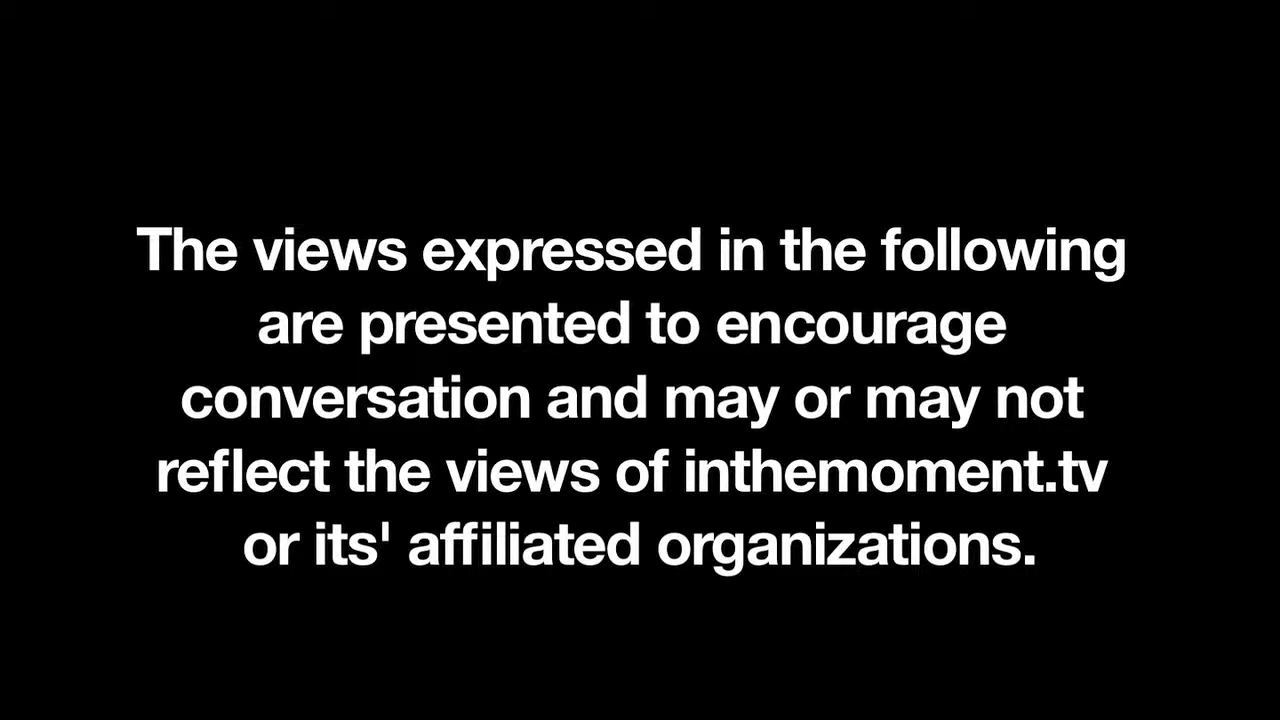 The views expressed in the following
are presented to encourage
conversation and may or may not
reflect the views of inthemoment.tv
or its' affiliated organizations.